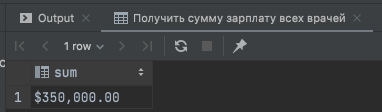 Output
Получить сумму зарплату всех врачей
1 row
sum
1 $350,000.00